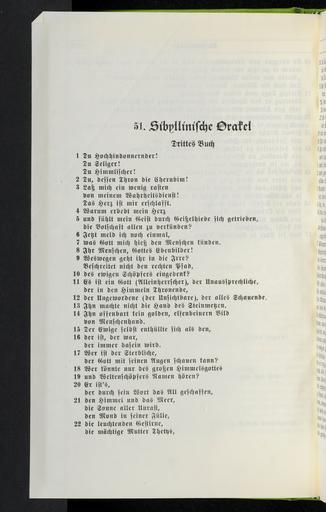 51. Sibyllinische Orakel
Drittes Buch
1 Du Hochhindonnernder!
Du Seliger!
Du Himmlischer!
2 Du, dessen Thron die Cherubim!
3 Laß mich ein wenig rasten
von meinem Wahrheitsdienst!
Das Herz ist mir erschlafft.
4 Warum erbebt mein Herz
5 und fühlt mein Geist durch Geißelhiebe sich getrieben,
die Botschaft allen zu verkünden?
6 Jetzt meld ich noch einmal,
7 was Gott mich hieß den Menschen künden.
8 Ihr Menschen, Gottes Ebenbilder!
9 Weswegen geht ihr in die Irre?
Beschreitet nicht den rechten Pfad,
10 des ewigen Schöpfers eingedenk?
11 Es ist ein Gott (Alleinherrscher), der Unaussprechliche,
der in den Himmeln Thronende,
12 der Ungewordene (der Unsichtbare), der alles Schauende.
13 Ihn machte nicht die Hand des Steinmetzen.
14 Ihn offenbart kein golden, elfenbeinern Bild
von Menschenhand.
15 Der Ewige selbst enthüllte sich als den,
16 der ist, der war,
der immer dasein wird.
17 Wer ist der Sterbliche,
der Gott mit seinen Augen schauen kann?
18 Wer könnte nur des großen Himmelsgottes
19 und Weltenschöpfers Namen hören?
20 Er ist's,
der durch sein Wort das All geschaffen,
21 den Himmel und das Meer,
die Sonne aller Unrast,
den Mond in seiner Fülle,
22 die leuchtenden Gestirne,
die mächtige Mutter Thetys,